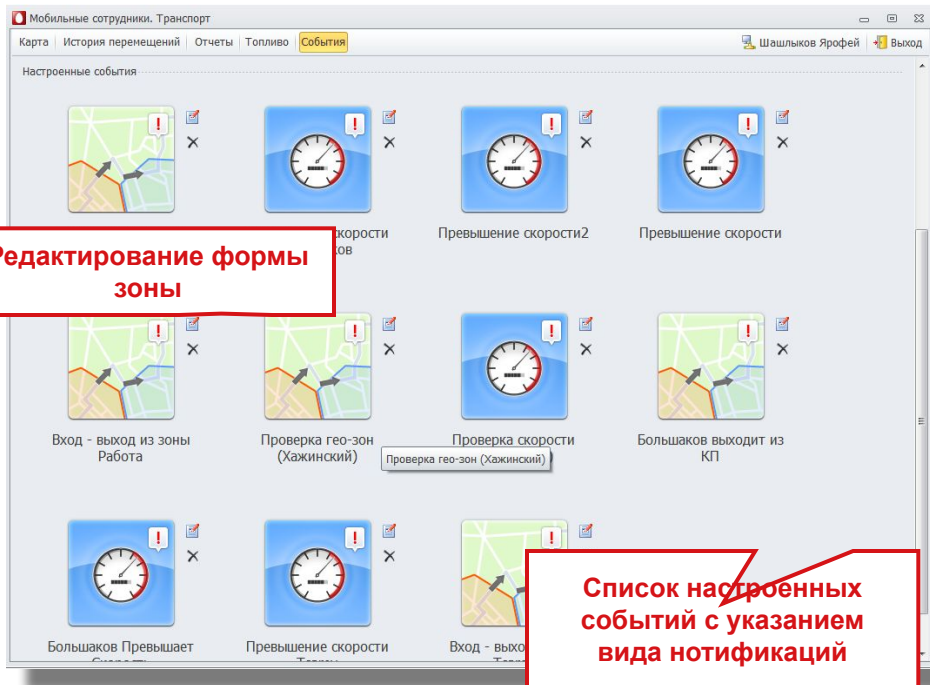 Мобильные сотрудники. Транспорт
Карта История перемещений Отчеты Топливо События Шашлыков Ярофей Выход
Настроенные события
скорости Превышение скорости2 Превышение скорости
Редактирование формы
зоны
Вход - выход из зоны Проверка гео-зон Проверка скорости Большаков выходит из
Работа (Хажинский) КП
Проверка гео-зон (Хажинский)
Большаков Превышает Превышение скорости Вход -
Список настроенных
событий с указанием
вида нотификаций